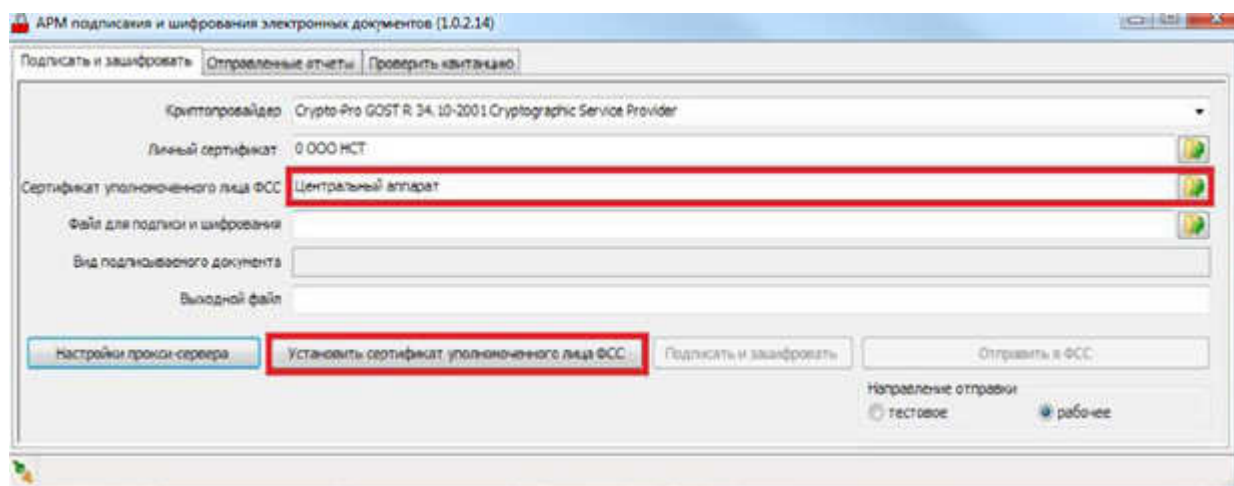 АРМ подписания и шифрования электронных документов (1.0.2.14)
Подписать и зашифровать Отправленные отчеты Проверить квитанцию
Криптопровайдер Crypto-Pro GOST R 34.10-2001 Cryptographic Service Provider
Личный сертификат 0 ООО НСТ
Сертификат уполномоченного лица ФСС Центральный аппарат
Файл для подписи и шифрования
Вид подписываемого документа
Выходной файл
Настройки прокси-сервера Установить сертификат уполномоченного лица ФСС Подписать и зашифровать Отправить в ФСС
Направление отправки
тестовое рабочее